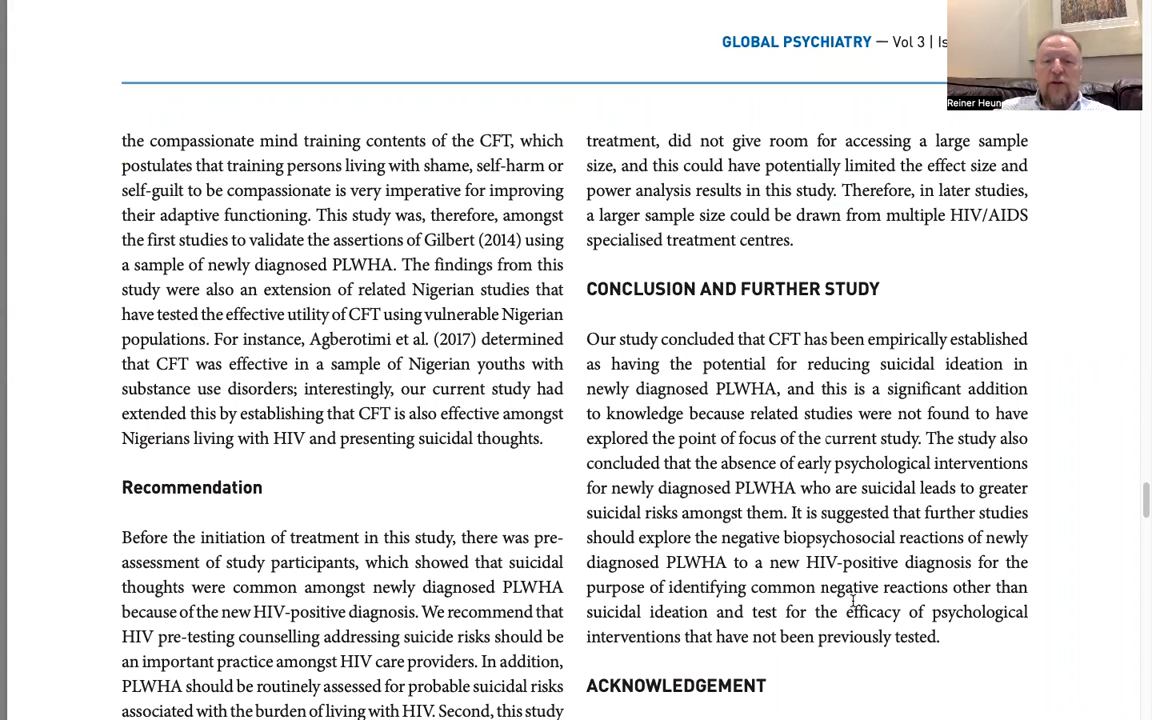 GLOBAL PSYCHIATRY — Vol 3 |
Reiner
the compassionate mind training contents of the CFT, which
postulates that training persons living with shame, self-harm or
self-guilt to be compassionate is very imperative for improving
their adaptive functioning. This study was, therefore, amongst
the first studies to validate the assertions of Gilbert (2014) using
a sample of newly diagnosed PLWHA. The findings from this
study were also an extension of related Nigerian studies that
have tested the effective utility of CFT using vulnerable Nigerian
populations. For instance, Agberotimi et al. (2017) determined
that CFT was effective in a sample of Nigerian youths with
substance use disorders; interestingly, our current study had
extended this by establishing that CFT is also effective amongst
Nigerians living with HIV and presenting suicidal thoughts.
Recommendation
Before the initiation of treatment in this study, there was pre-
assessment of study participants, which showed that suicidal
thoughts were common amongst newly diagnosed PLWHA
because of the new HIV-positive diagnosis. We recommend that
HIV pre-testing counselling addressing suicide risks should be
an important practice amongst HIV care providers. In addition,
PLWHA should be routinely assessed for probable suicidal risks
associated with the burden of living with HIV. Second, this study
treatment, did not give room for accessing a large sample
size, and this could have potentially limited the effect size and
power analysis results in this study. Therefore, in later studies,
a larger sample size could be drawn from multiple HIV/AIDS
specialised treatment centres.
CONCLUSION AND FURTHER STUDY
Our study concluded that CFT has been empirically established
as having the potential for reducing suicidal ideation in
newly diagnosed PLWHA, and this is a significant addition
to knowledge because related studies were not found to have
explored the point of focus of the current study. The study also
concluded that the absence of early psychological interventions
for newly diagnosed PLWHA who are suicidal leads to greater
suicidal risks amongst them. It is suggested that further studies
should explore the negative biopsychosocial reactions of newly
diagnosed PLWHA to a new HIV-positive diagnosis for the
purpose of identifying common negative reactions other than
suicidal ideation and test for the efficacy of psychological
interventions that have not been previously tested.
ACKNOWLEDGEMENT